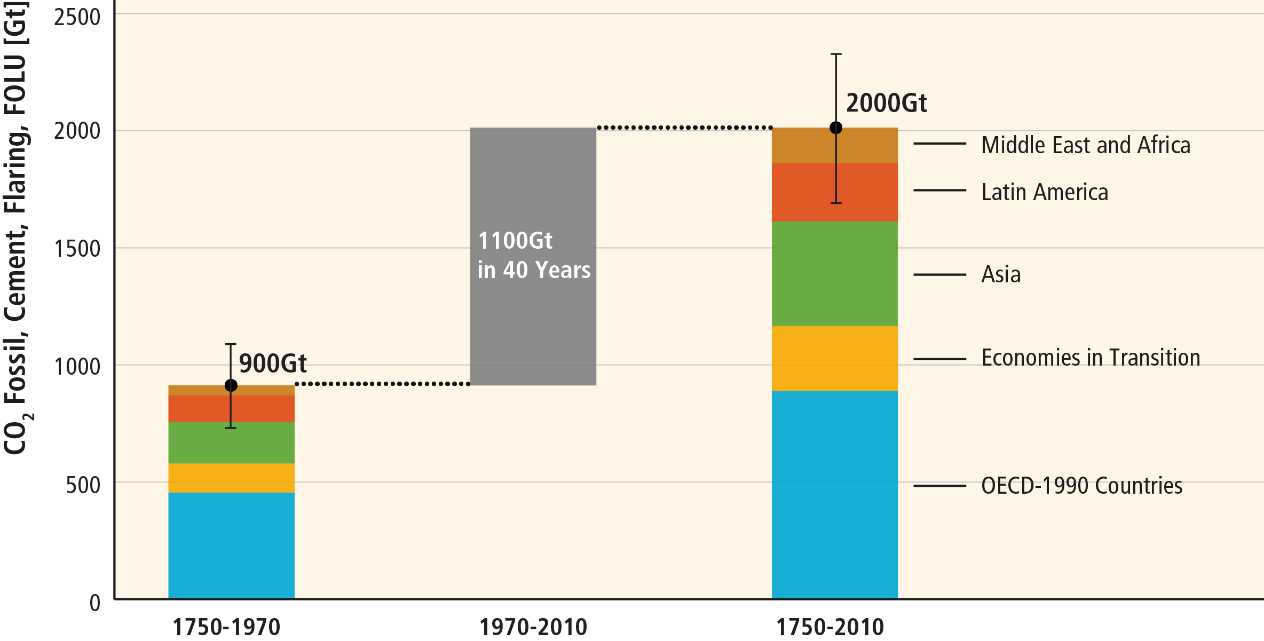 CO2 Fossil, Cement, Flaring, FOLU [Gt]
2500
2000
1500
1000
500
0
900Gt
1100Gt
in 40 Years
2000Gt
Middle East and Africa
Latin America
Asia
Economies in Transition
OECD-1990 Countries
1750-1970
1970-2010
1750-2010